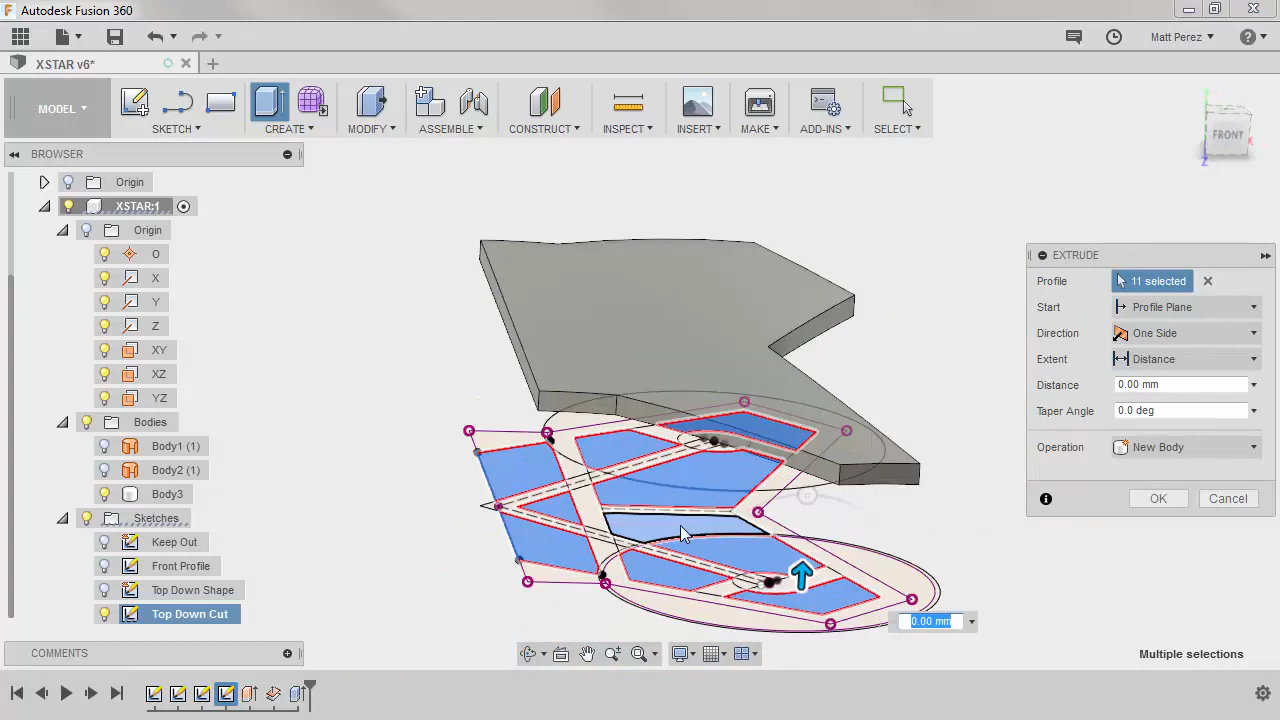 Autodesk Fusion 360
Matt Perez
XSTAR v6*
MODEL
SKETCH
CREATE
MODIFY
ASSEMBLE
CONSTRUCT
INSPECT
INSERT
MAKE
ADD-INS
SELECT
FRONT
X
Z
BROWSER
Origin
XSTAR:1
Origin
O
X
Y
Z
XY
XZ
YZ
Bodies
Body1 (1)
Body2 (1)
Body3
Sketches
Keep Out
Front Profile
Top Down Shape
Top Down Cut
EXTRUDE
Profile 11 selected
Start Profile Plane
Direction One Side
Extent Distance
Distance 0.00 mm
Taper Angle 0.0 deg
Operation New Body
OK Cancel
0.00 mm
COMMENTS
Multiple selections